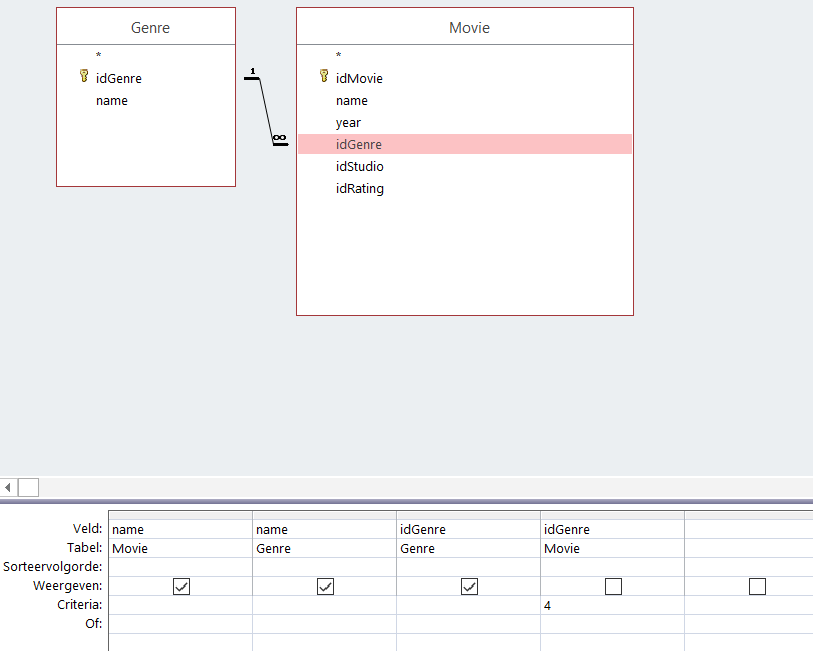 Genre
*
idGenre
name
1
∞
Movie
*
idMovie
name
year
idGenre
idStudio
idRating
Veld: name name idGenre idGenre
Tabel: Movie Genre Genre Movie
Sorteervolgorde:
Weergeven:
Criteria: 4
Of: